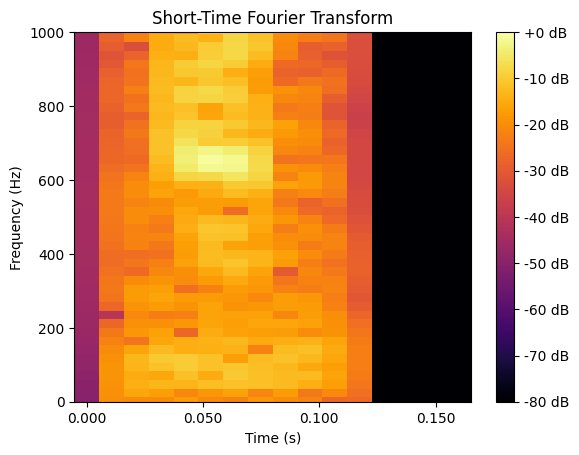 Short-Time Fourier Transform
Frequency (Hz)
1000
800
600
400
200
0
0.000
0.050
0.100
0.150
Time (s)
+0 dB
-10 dB
-20 dB
-30 dB
-40 dB
-50 dB
-60 dB
-70 dB
-80 dB